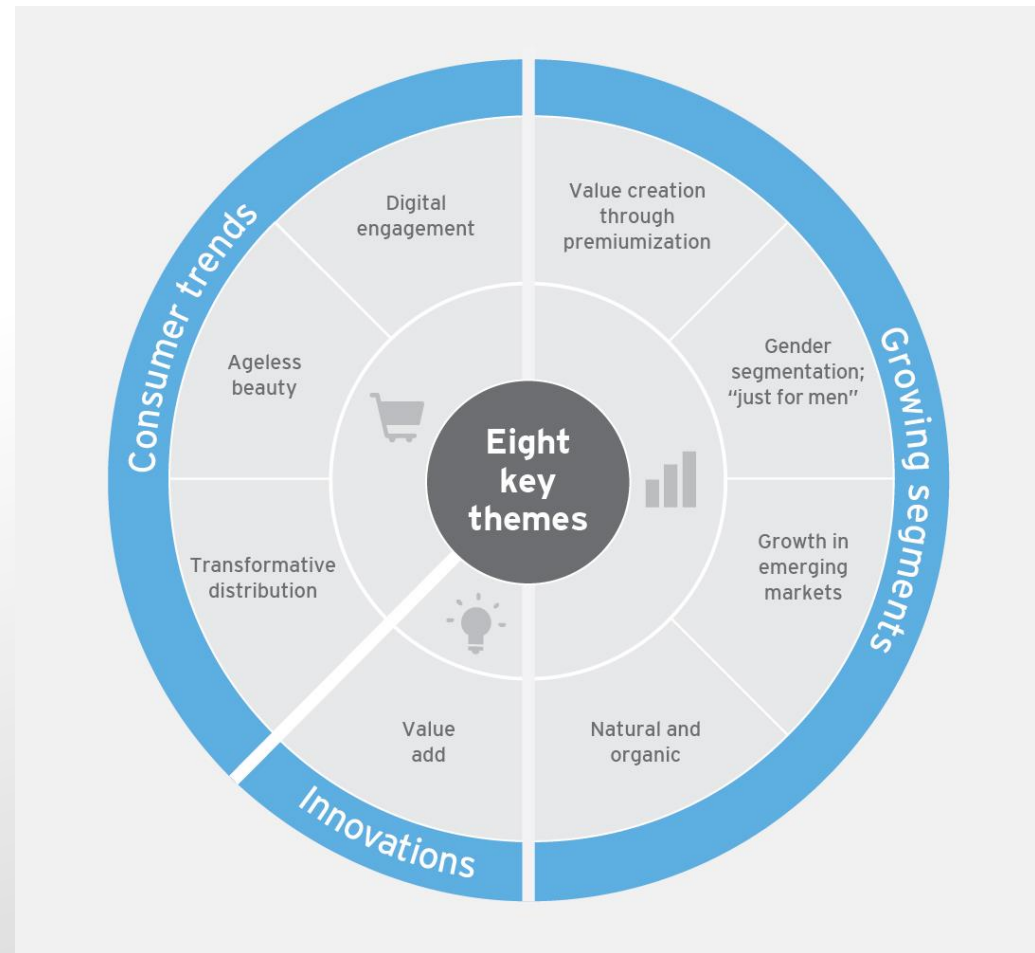 Eight
key
themes
Consumer trends
Digital
engagement
Ageless
beauty
Transformative
distribution
Growing segments
Value creation
through
premiumization
Gender
segmentation;
“just for men”
Growth in
emerging
markets
Natural and
organic
Innovations
Value
add